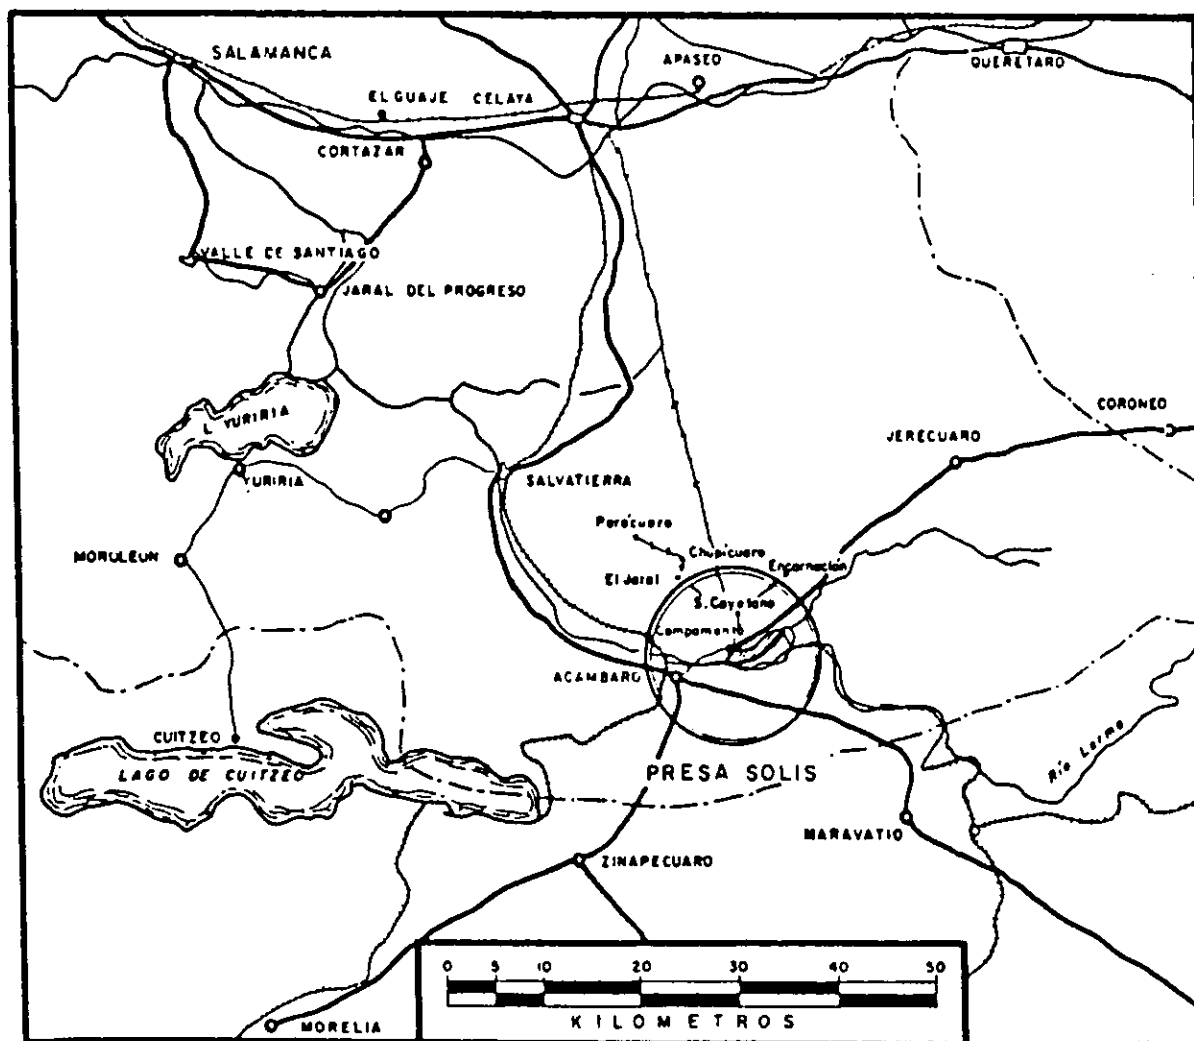 SALAMANCA
APASEO
QUERETARO
EL GUAJE
CELAYA
CORTAZAR
VALLE DE SANTIAGO
JARAL DEL PROGRESO
L. YURIRIA
CORONEO
JERECUARO
YURIRIA
SALVATIERRA
Parácuaro
MOROLEON
Chupícuaro
Encarnación
El Jaral
S. Cayetano
Campamento
ACAMBARO
CUITZEO
LAGO DE CUITZEO
PRESA SOLIS
Río Lerma
MARAVATIO
ZINAPECUARO
0 5 10 20 30 40 50
KILOMETROS
MORELIA